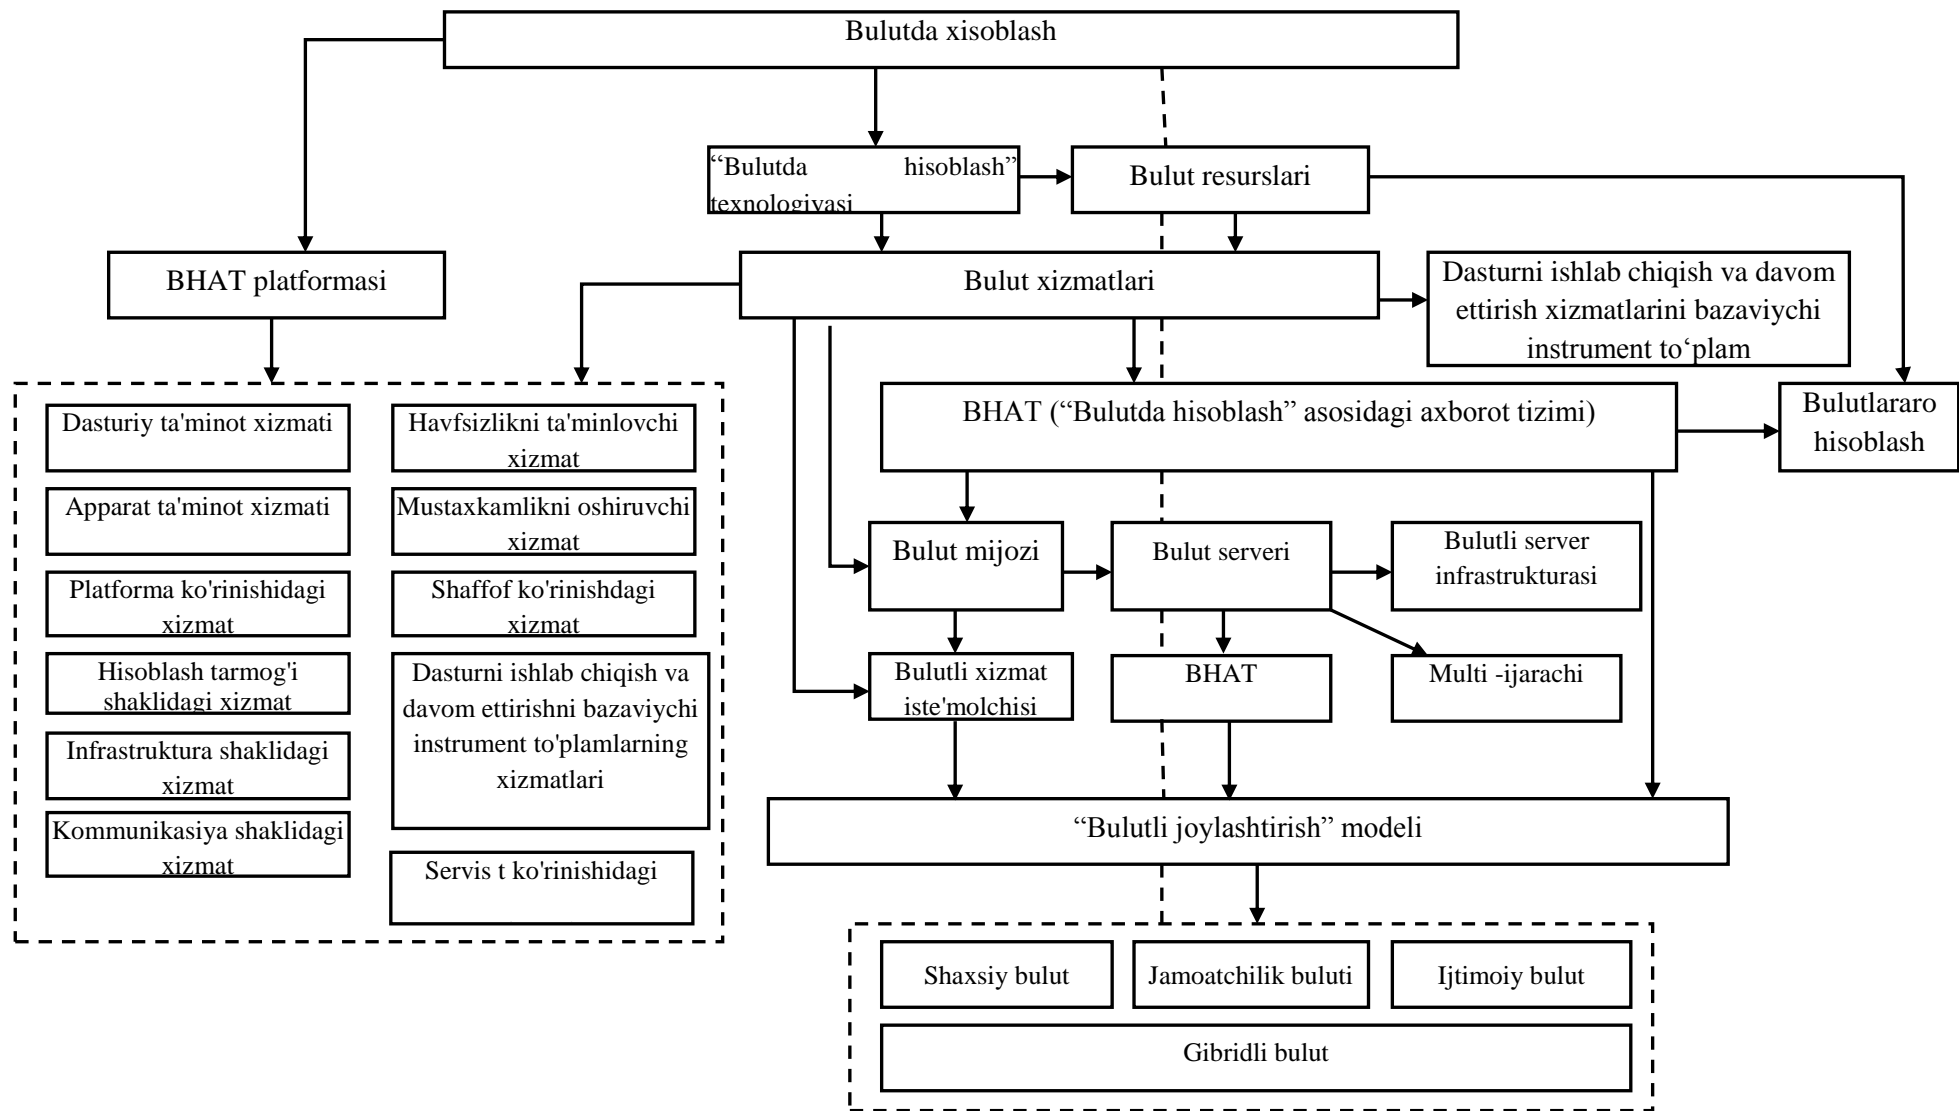 Bulutda xisoblash
“Bulutda hisoblash”
texnologiyasi
Bulut resurslari
BHAT platformasi
Bulut xizmatlari
Dasturni ishlab chiqish va davom
ettirish xizmatlarini bazaviychi
instrument to‘plam
BHAT (“Bulutda hisoblash” asosidagi axborot tizimi)
Bulutlararo
hisoblash
Dasturiy ta'minot xizmati
Apparat ta'minot xizmati
Platforma ko'rinishidagi
xizmat
Hisoblash tarmog'i
shaklidagi xizmat
Infrastruktura shaklidagi
xizmat
Kommunikasiya shaklidagi
xizmat
Havfsizlikni ta'minlovchi
xizmat
Mustaxkamlikni oshiruvchi
xizmat
Shaffof ko'rinishdagi
xizmat
Dasturni ishlab chiqish va
davom ettirishni bazaviychi
instrument to'plamlarning
xizmatlari
Servis t ko'rinishidagi
Bulut mijozi
Bulut serveri
Bulutli server
infrastrukturasi
Bulutli xizmat
iste'molchisi
BHAT
Multi -ijarachi
“Bulutli joylashtirish” modeli
Shaxsiy bulut
Jamoatchilik buluti
Ijtimoiy bulut
Gibridli bulut